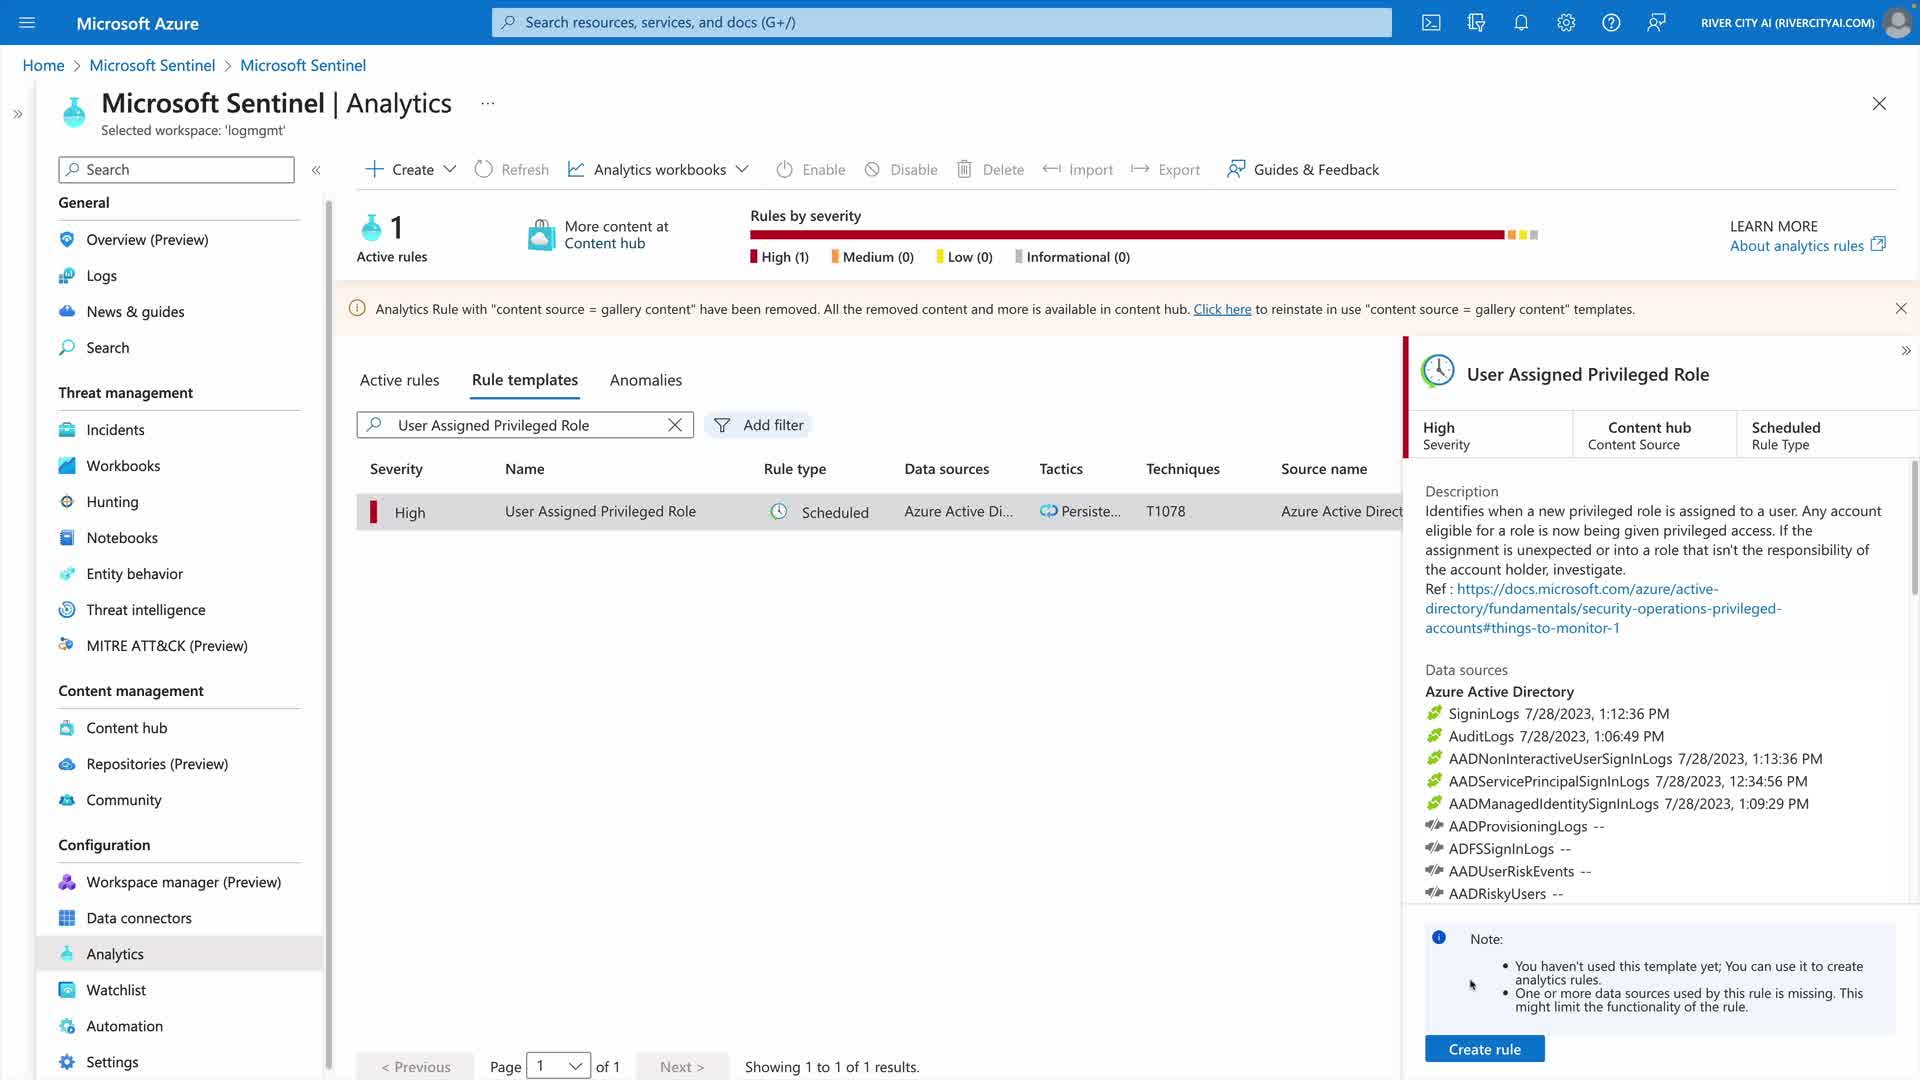 Microsoft Azure
Search resources, services, and docs (G+/)
RIVER CITY AI (RIVERCITYAI.COM)
Home > Microsoft Sentinel > Microsoft Sentinel
Microsoft Sentinel | Analytics ...
Selected workspace: 'logmgmt'
Search
General
Overview (Preview)
Logs
News & guides
Search
Threat management
Incidents
Workbooks
Hunting
Notebooks
Entity behavior
Threat intelligence
MITRE ATT&CK (Preview)
Content management
Content hub
Repositories (Preview)
Community
Configuration
Workspace manager (Preview)
Data connectors
Analytics
Watchlist
Automation
Settings
Create Refresh Analytics workbooks Enable Disable Delete Import Export Guides & Feedback
1
Active rules
More content at
Content hub
Rules by severity
High (1) Medium (0) Low (0) Informational (0)
LEARN MORE
About analytics rules
Analytics Rule with "content source = gallery content" have been removed. All the removed content and more is available in content hub. Click here to reinstate in use "content source = gallery content" templates.
Active rules Rule templates Anomalies
User Assigned Privileged Role
Add filter
Severity Name Rule type Data sources Tactics Techniques Source name
High User Assigned Privileged Role Scheduled Azure Active Di... Persiste... T1078 Azure Active Direct
< Previous Page 1 of 1 Next > Showing 1 to 1 of 1 results.
User Assigned Privileged Role
High Content hub Scheduled
Severity Content Source Rule Type
Description
Identifies when a new privileged role is assigned to a user. Any account
eligible for a role is now being given privileged access. If the
assignment is unexpected or into a role that isn't the responsibility of
the account holder, investigate.
Ref : https://docs.microsoft.com/azure/active-
directory/fundamentals/security-operations-privileged-
accounts#things-to-monitor-1
Data sources
Azure Active Directory
SigninLogs 7/28/2023, 1:12:36 PM
AuditLogs 7/28/2023, 1:06:49 PM
AADNonInteractiveUserSignInLogs 7/28/2023, 1:13:36 PM
AADServicePrincipalSignInLogs 7/28/2023, 12:34:56 PM
AADManagedIdentitySignInLogs 7/28/2023, 1:09:29 PM
AADProvisioningLogs --
ADFSSignInLogs --
AADUserRiskEvents --
AADRiskyUsers --
Note:
• You haven't used this template yet; You can use it to create
analytics rules.
• One or more data sources used by this rule is missing. This
might limit the functionality of the rule.
Create rule